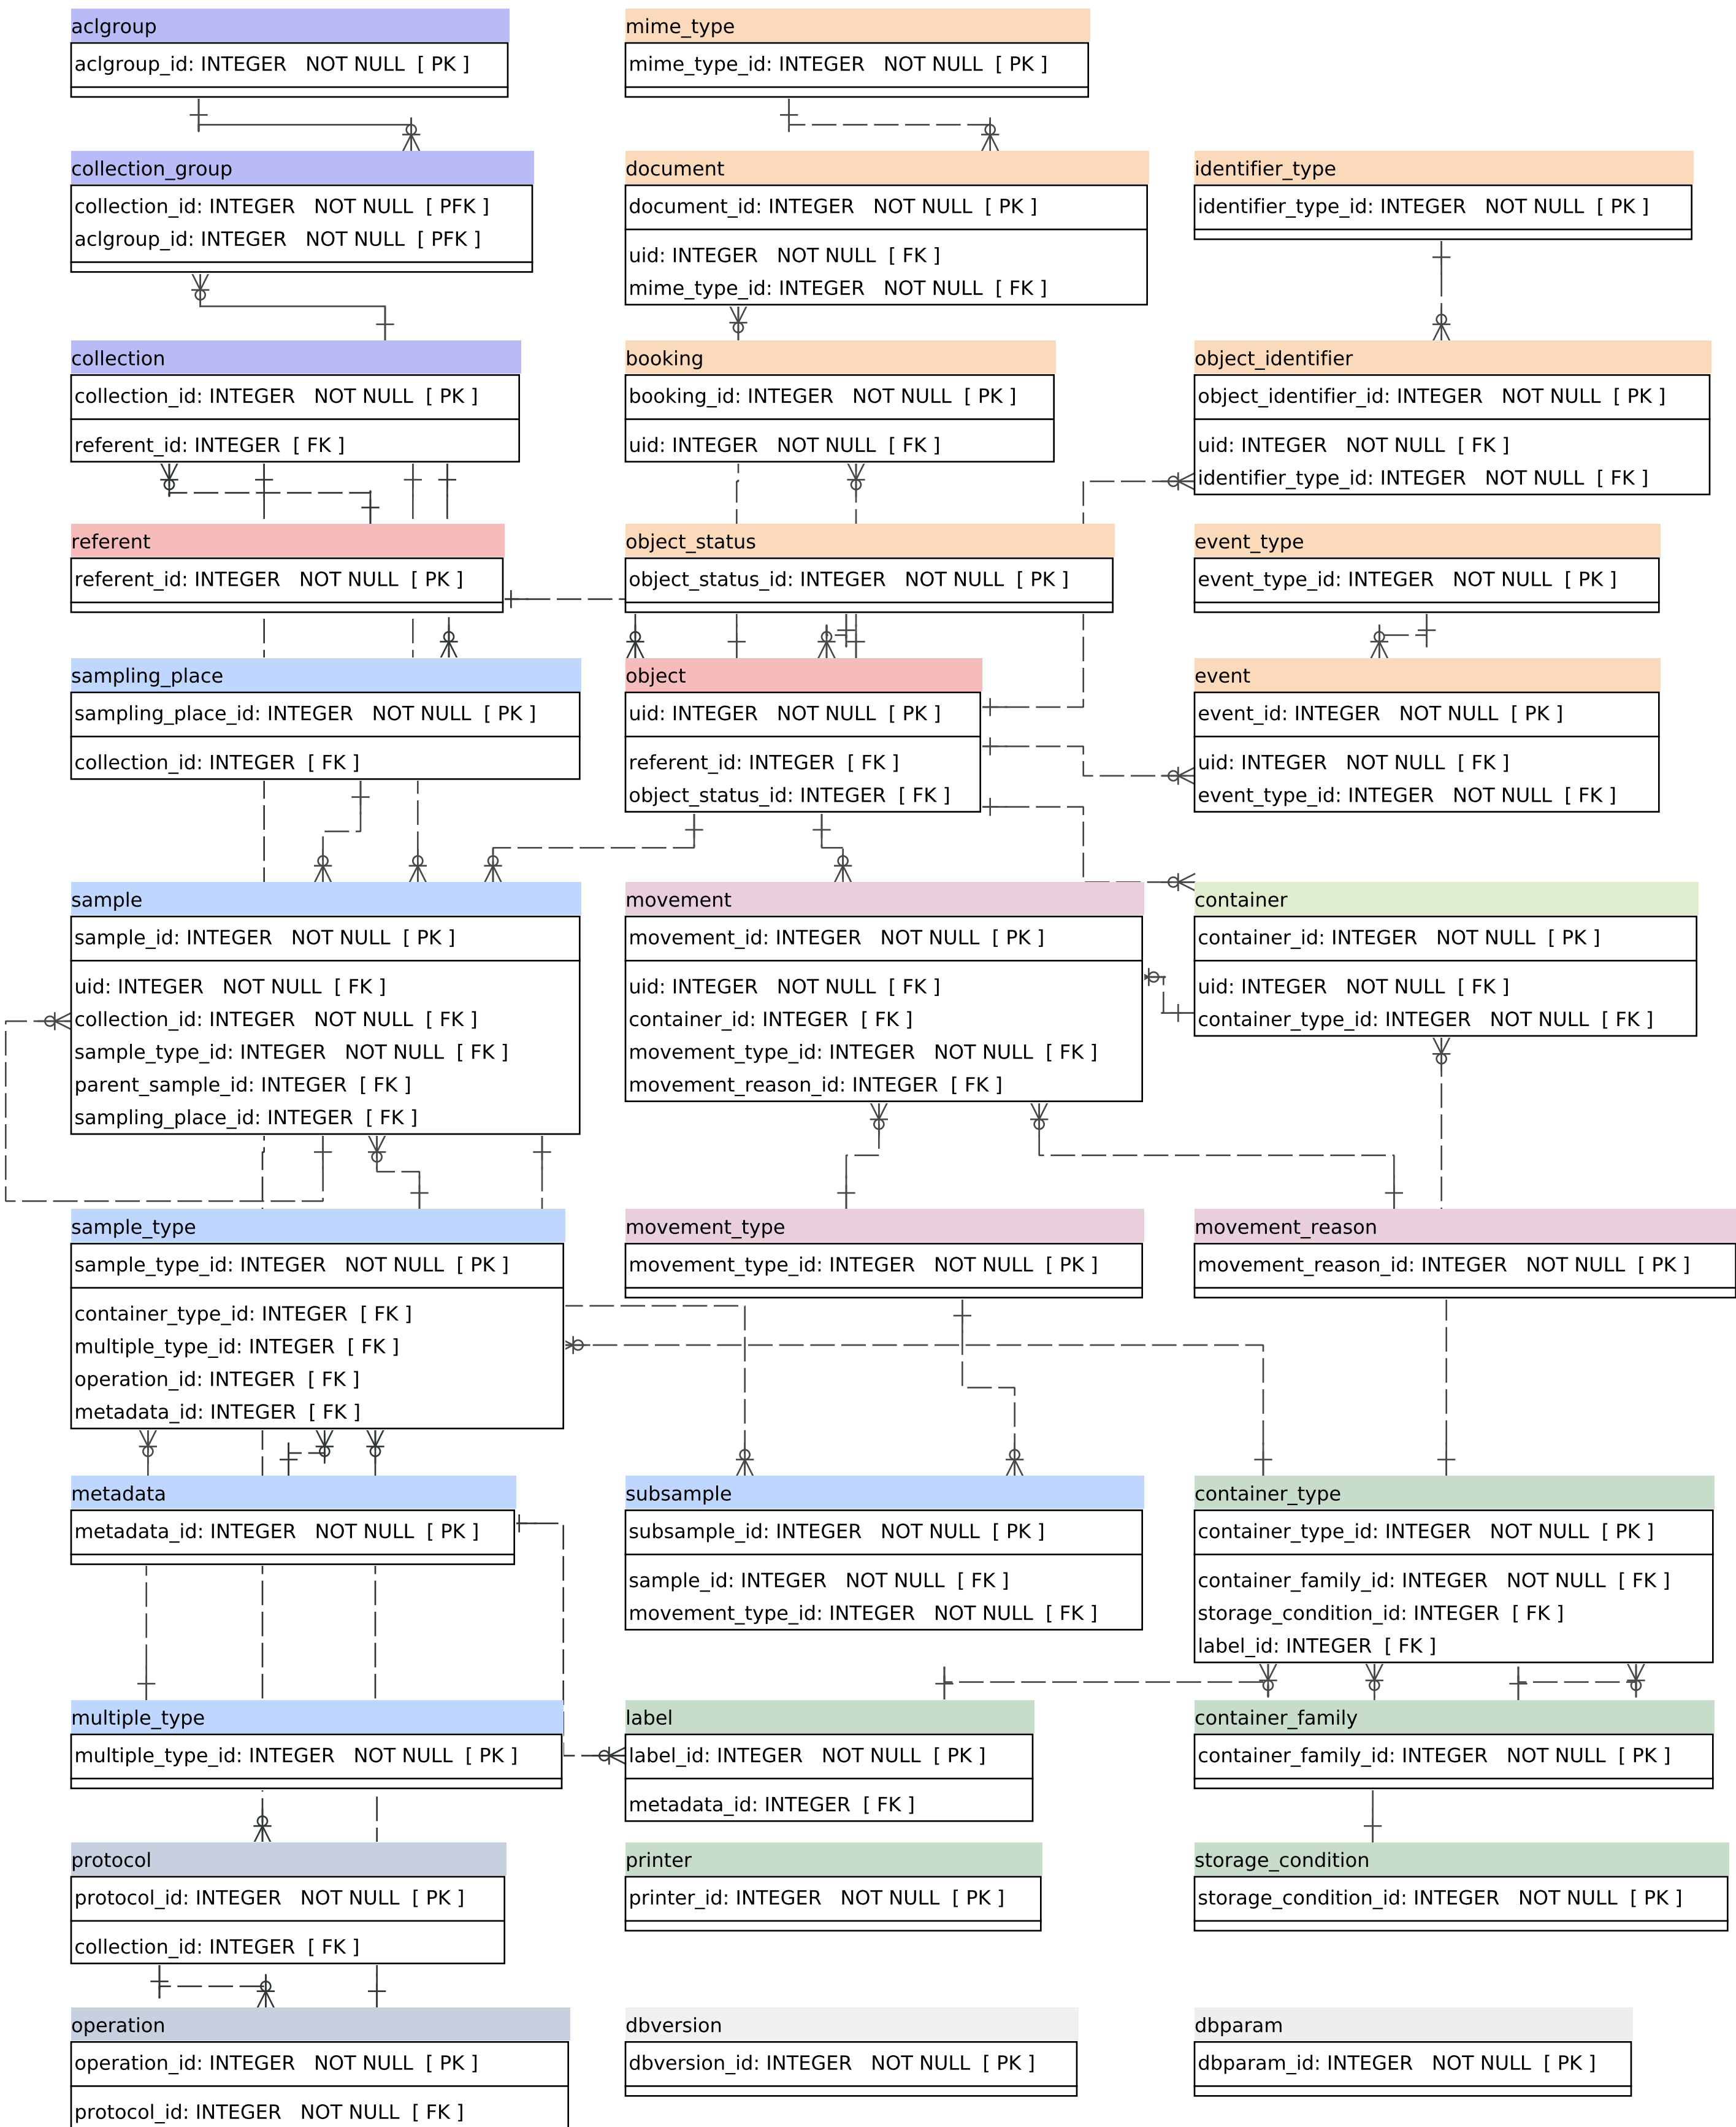 aclgroup
aclgroup_id: INTEGER NOT NULL [ PK ]
mime_type
mime_type_id: INTEGER NOT NULL [ PK ]
collection_group
collection_id: INTEGER NOT NULL [ PFK ]
aclgroup_id: INTEGER NOT NULL [ PFK ]
document
document_id: INTEGER NOT NULL [ PK ]
uid: INTEGER NOT NULL [ FK ]
mime_type_id: INTEGER NOT NULL [ FK ]
identifier_type
identifier_type_id: INTEGER NOT NULL [ PK ]
collection
collection_id: INTEGER NOT NULL [ PK ]
referent_id: INTEGER [ FK ]
booking
booking_id: INTEGER NOT NULL [ PK ]
uid: INTEGER NOT NULL [ FK ]
object_identifier
object_identifier_id: INTEGER NOT NULL [ PK ]
uid: INTEGER NOT NULL [ FK ]
identifier_type_id: INTEGER NOT NULL [ FK ]
referent
referent_id: INTEGER NOT NULL [ PK ]
object_status
object_status_id: INTEGER NOT NULL [ PK ]
event_type
event_type_id: INTEGER NOT NULL [ PK ]
sampling_place
sampling_place_id: INTEGER NOT NULL [ PK ]
collection_id: INTEGER [ FK ]
object
uid: INTEGER NOT NULL [ PK ]
referent_id: INTEGER [ FK ]
object_status_id: INTEGER [ FK ]
event
event_id: INTEGER NOT NULL [ PK ]
uid: INTEGER NOT NULL [ FK ]
event_type_id: INTEGER NOT NULL [ FK ]
sample
sample_id: INTEGER NOT NULL [ PK ]
uid: INTEGER NOT NULL [ FK ]
collection_id: INTEGER NOT NULL [ FK ]
sample_type_id: INTEGER NOT NULL [ FK ]
parent_sample_id: INTEGER [ FK ]
sampling_place_id: INTEGER [ FK ]
movement
movement_id: INTEGER NOT NULL [ PK ]
uid: INTEGER NOT NULL [ FK ]
container_id: INTEGER [ FK ]
movement_type_id: INTEGER NOT NULL [ FK ]
movement_reason_id: INTEGER [ FK ]
container
container_id: INTEGER NOT NULL [ PK ]
uid: INTEGER NOT NULL [ FK ]
container_type_id: INTEGER NOT NULL [ FK ]
sample_type
sample_type_id: INTEGER NOT NULL [ PK ]
container_type_id: INTEGER [ FK ]
multiple_type_id: INTEGER [ FK ]
operation_id: INTEGER [ FK ]
metadata_id: INTEGER [ FK ]
movement_type
movement_type_id: INTEGER NOT NULL [ PK ]
movement_reason
movement_reason_id: INTEGER NOT NULL [ PK ]
metadata
metadata_id: INTEGER NOT NULL [ PK ]
subsample
subsample_id: INTEGER NOT NULL [ PK ]
sample_id: INTEGER NOT NULL [ FK ]
movement_type_id: INTEGER NOT NULL [ FK ]
container_type
container_type_id: INTEGER NOT NULL [ PK ]
container_family_id: INTEGER NOT NULL [ FK ]
storage_condition_id: INTEGER [ FK ]
label_id: INTEGER [ FK ]
multiple_type
multiple_type_id: INTEGER NOT NULL [ PK ]
label
label_id: INTEGER NOT NULL [ PK ]
metadata_id: INTEGER [ FK ]
container_family
container_family_id: INTEGER NOT NULL [ PK ]
protocol
protocol_id: INTEGER NOT NULL [ PK ]
collection_id: INTEGER [ FK ]
printer
printer_id: INTEGER NOT NULL [ PK ]
storage_condition
storage_condition_id: INTEGER NOT NULL [ PK ]
operation
operation_id: INTEGER NOT NULL [ PK ]
protocol_id: INTEGER NOT NULL [ FK ]
dbversion
dbversion_id: INTEGER NOT NULL [ PK ]
dbparam
dbparam_id: INTEGER NOT NULL [ PK ]